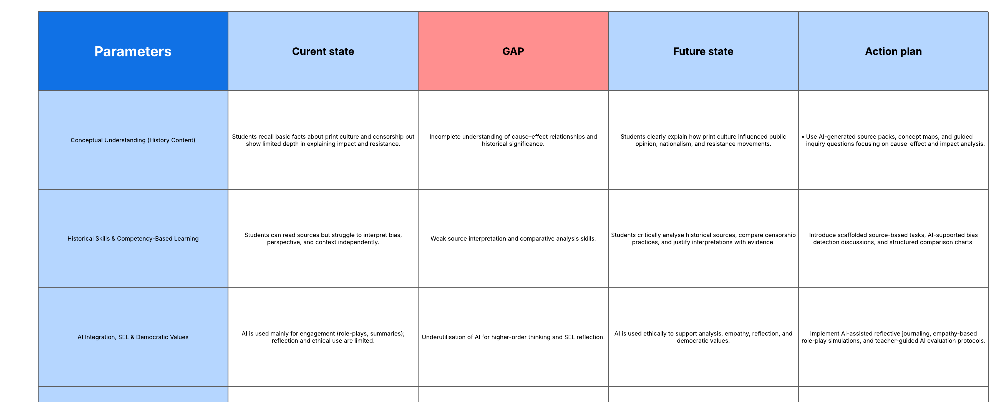 Parameters
Curent state
GAP
Future state
Action plan
Conceptual Understanding (History Content)
Students recall basic facts about print culture and censorship but
show limited depth in explaining impact and resistance.
Incomplete understanding of cause–effect relationships and
historical significance.
Students clearly explain how print culture influenced public
opinion, nationalism, and resistance movements.
• Use AI-generated source packs, concept maps, and guided
inquiry questions focusing on cause–effect and impact analysis.
Historical Skills & Competency-Based Learning
Students can read sources but struggle to interpret bias,
perspective, and context independently.
Weak source interpretation and comparative analysis skills.
Students critically analyse historical sources, compare censorship
practices, and justify interpretations with evidence.
Introduce scaffolded source-based tasks, AI-supported bias
detection discussions, and structured comparison charts.
AI Integration, SEL & Democratic Values
AI is used mainly for engagement (role-plays, summaries);
reflection and ethical use are limited.
Underutilisation of AI for higher-order thinking and SEL reflection.
AI is used ethically to support analysis, empathy, reflection, and
democratic values.
Implement AI-assisted reflective journaling, empathy-based
role-play simulations, and teacher-guided AI evaluation protocols.